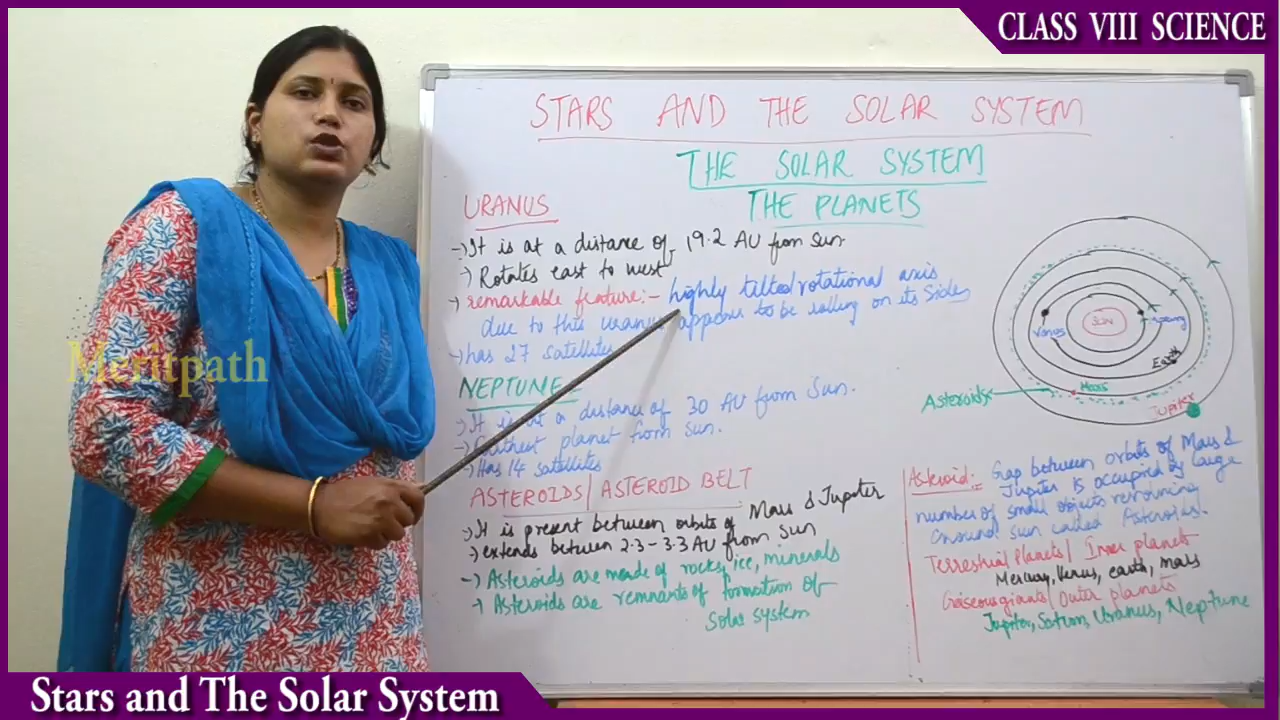 CLASS VIII SCIENCE
STARS AND THE SOLAR SYSTEM
THE SOLAR SYSTEM
THE PLANETS
URANUS
→ It is at a distance of 19.2 AU from Sun.
→ Rotates east to west
→ remarkable feature:- highly tilted rotational axis
due to this uranus appears to be rolling on its sides
→ has 27 satellites
NEPTUNE
→ It is at a distance of 30 AU from Sun.
→ planet from Sun.
→ Has 14 satellites
ASTEROIDS/ ASTEROID BELT
→ It is present between orbits of Mars & Jupiter
→ extends between 2.3 - 3.3 AU from Sun
→ Asteroids are made of rocks, ice, minerals
→ Asteroids are remnants of formation of
Solar system
Sun
Venus
Earth
Mars
Asteroids
Jupiter
Asteroid:- Gap between orbits of Mars &
Jupiter is occupied by large
number of small objects
around sun called Asteroids.
Terrestrial Planets/ Inner planet
Mercury, Venus, earth, mars
Gaseous giants/ Outer planets
Jupiter, Saturn, Uranus, Neptune
Meritpath
Stars and The Solar System